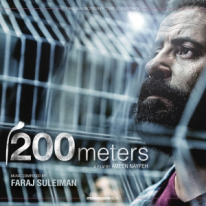 200 meters
A FILM BY AMEEN NAYFEH
MUSIC COMPOSED BY
FARAJ SULEIMAN